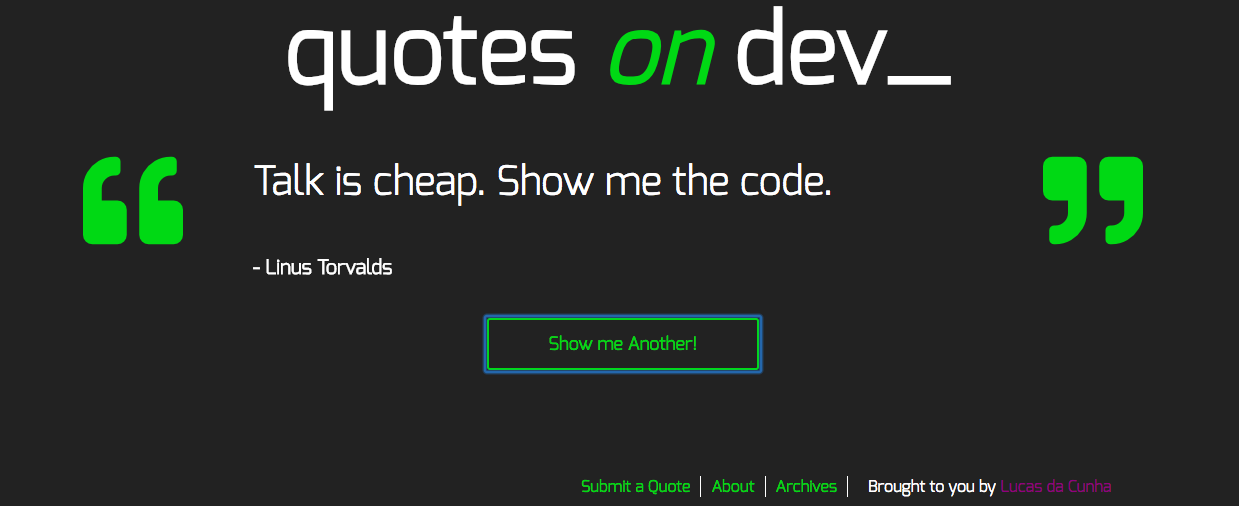 quotes on dev_
“ Talk is cheap. Show me the code. ”
- Linus Torvalds
Show me Another!
Submit a Quote | About | Archives | Brought to you by Lucas da Cunha